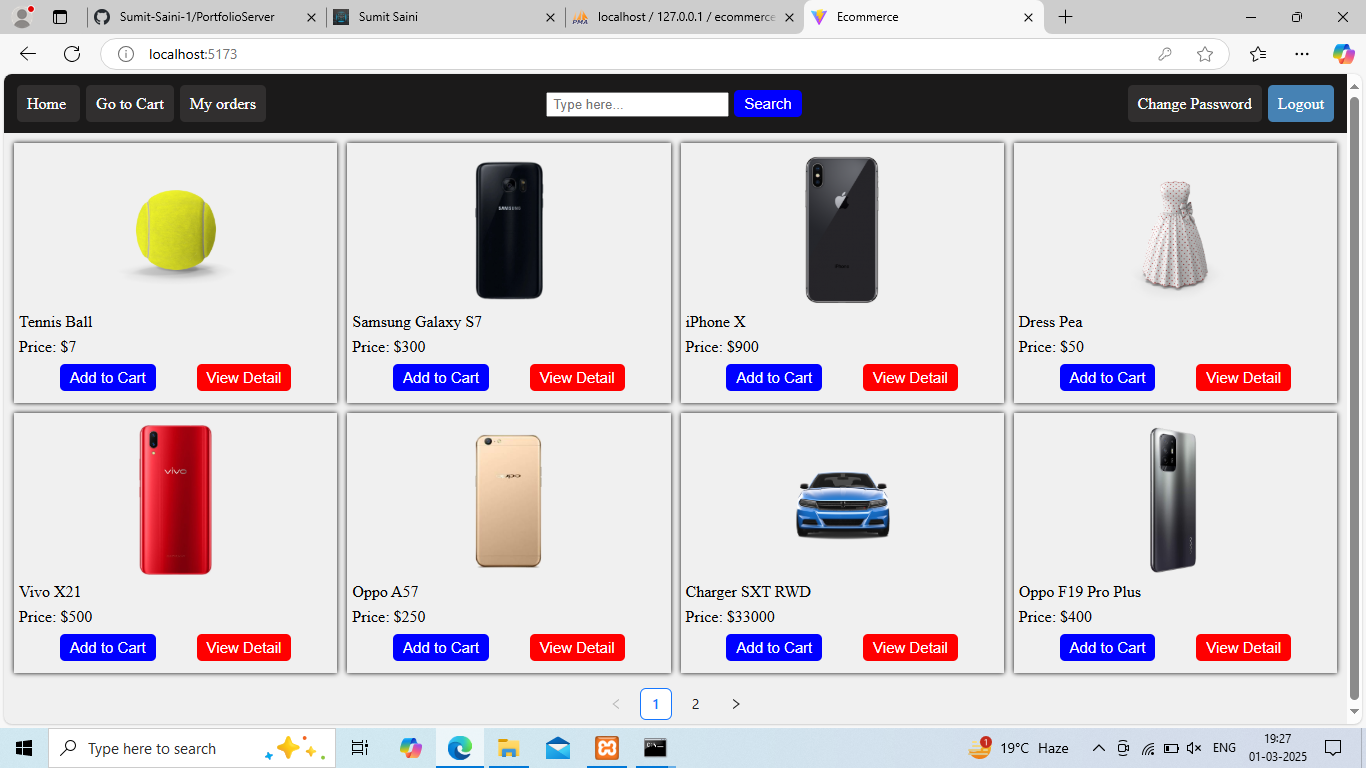 Sumit-Saini-1/PortfolioServer
Sumit Saini
localhost / 127.0.0.1 / ecommerce
Ecommerce
localhost:5173
Home Go to Cart My orders Type here... Search Change Password Logout
SAMSUNG
Tennis Ball Samsung Galaxy S7 iPhone X Dress Pea
Price: $7 Price: $300 Price: $900 Price: $50
Add to Cart View Detail Add to Cart View Detail Add to Cart View Detail Add to Cart View Detail
vivo
oppo
Vivo X21 Oppo A57 Charger SXT RWD Oppo F19 Pro Plus
Price: $500 Price: $250 Price: $33000 Price: $400
Add to Cart View Detail Add to Cart View Detail Add to Cart View Detail Add to Cart View Detail
1 2
Type here to search
1
19°C Haze
ENG
19:27
01-03-2025